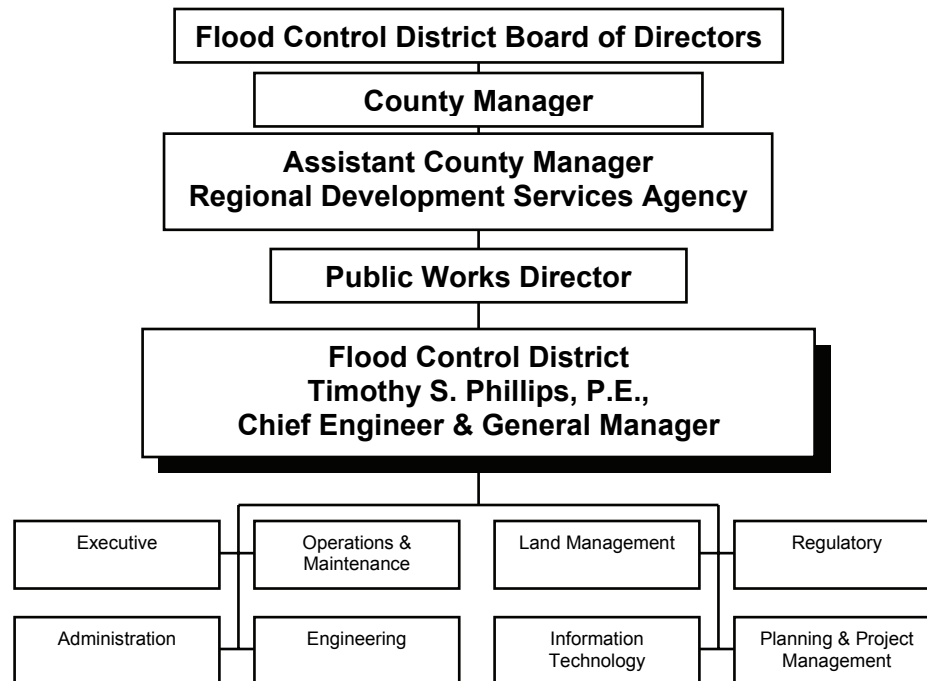 Flood Control District Board of Directors
County Manager
Assistant County Manager
Regional Development Services Agency
Public Works Director
Flood Control District
Timothy S. Phillips, P.E.,
Chief Engineer & General Manager
Executive
Operations &
Maintenance
Land Management
Regulatory
Administration
Engineering
Information
Technology
Planning & Project
Management